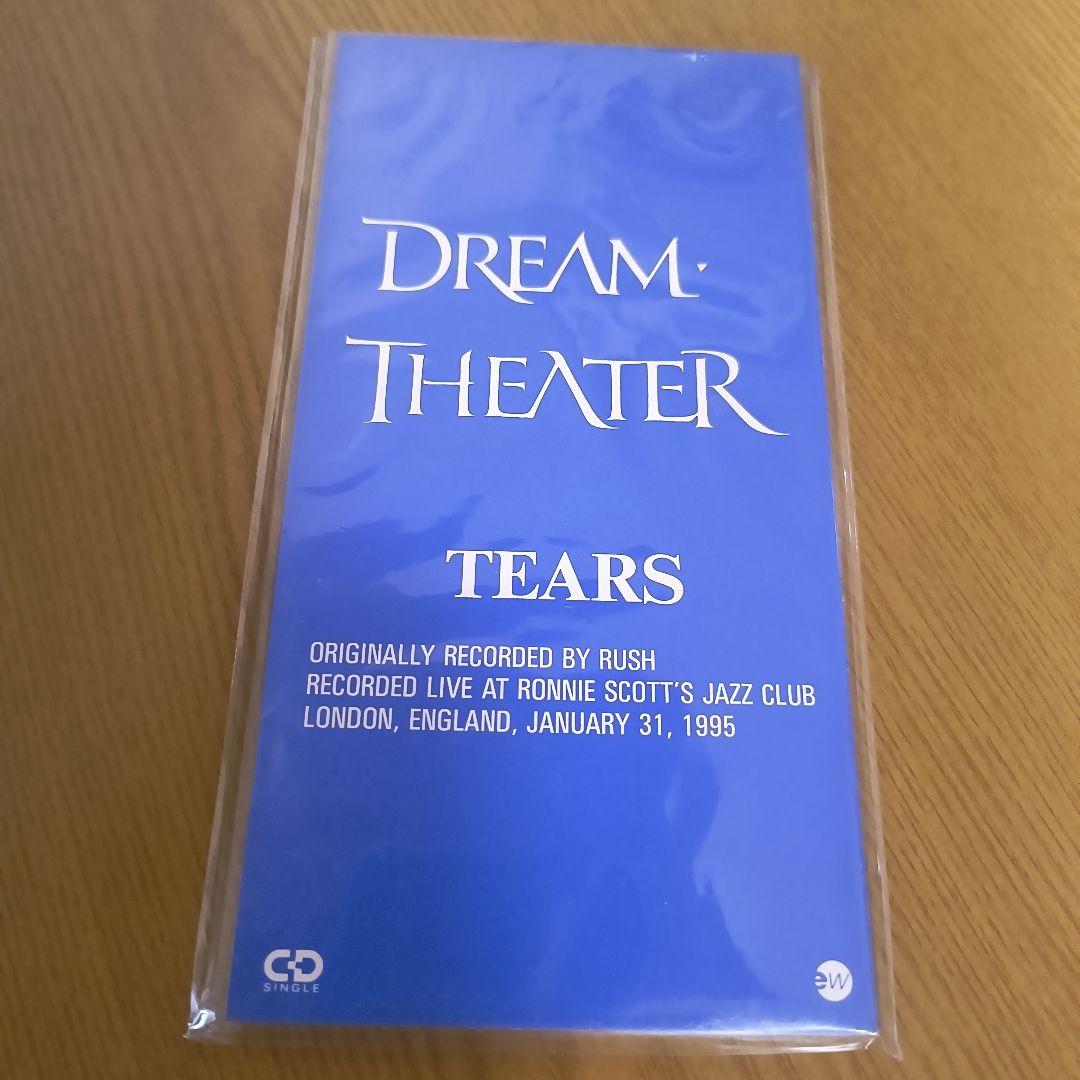 DREAM
THEATER
TEARS
ORIGINALLY RECORDED BY RUSH
RECORDED LIVE AT RONNIE SCOTT'S JAZZ CLUB
LONDON, ENGLAND, JANUARY 31, 1995
CD
SINGLE
ew